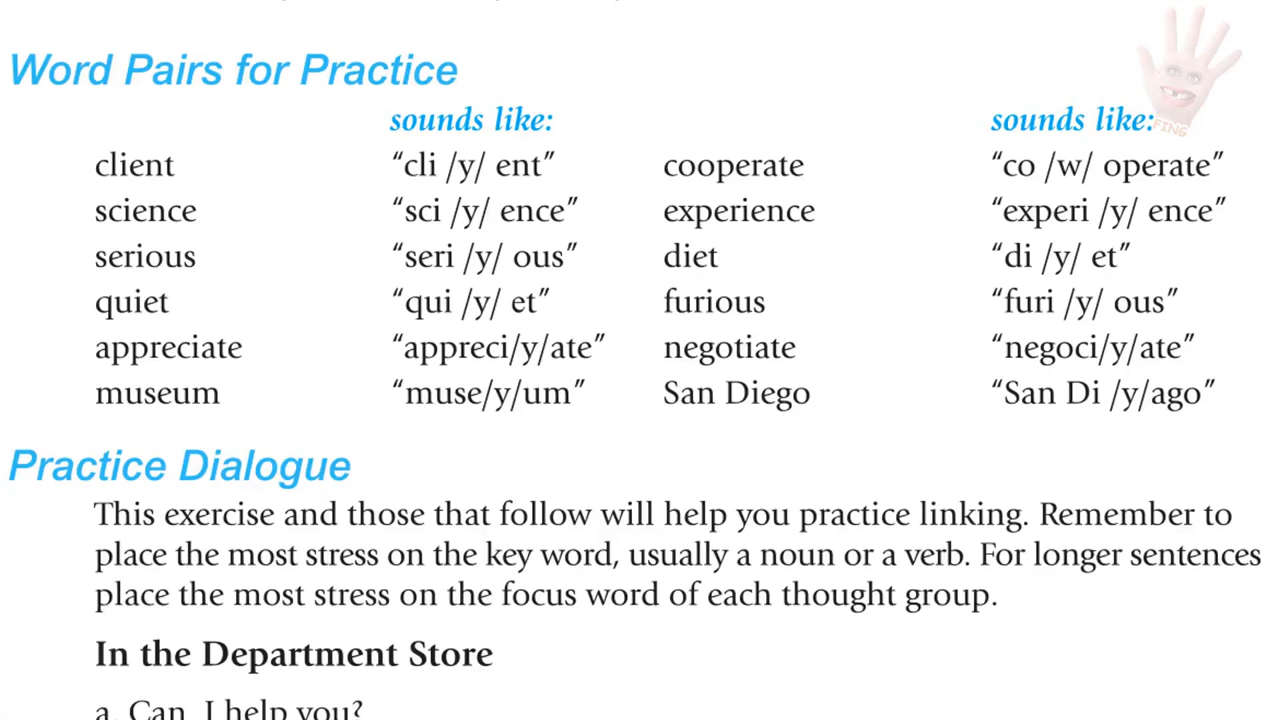 Word Pairs for Practice
sounds like: sounds like:
client “cli /y/ ent” cooperate “co /w/ operate”
science “sci /y/ ence” experience “experi /y/ ence”
serious “seri /y/ ous” diet “di /y/ et”
quiet “qui /y/ et” furious “furi /y/ ous”
appreciate “appreci/y/ate” negotiate “negoci/y/ate”
museum “muse/y/um” San Diego “San Di /y/ago”
Practice Dialogue
This exercise and those that follow will help you practice linking. Remember to
place the most stress on the key word, usually a noun or a verb. For longer sentences
place the most stress on the focus word of each thought group.
In the Department Store
a. Can I help you?
FING